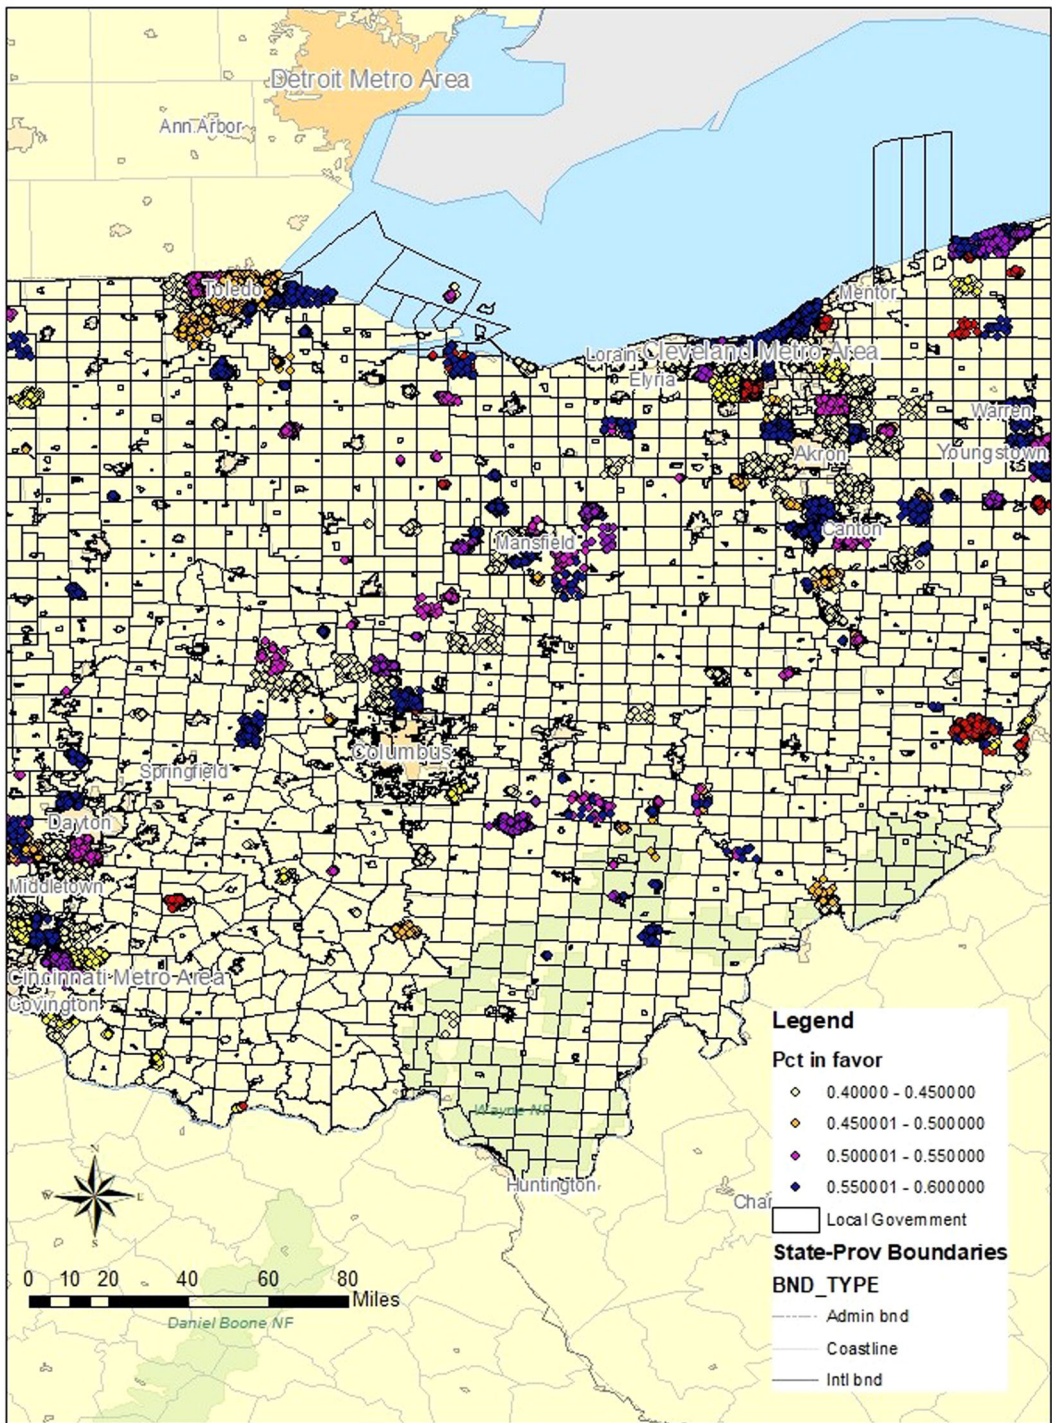 Detroit Metro Area
Ann Arbor
Toledo
Mentor
Lorain
Cleveland Metro Area
Elyria
Warren
Akron
Youngstown
Canton
Mansfield
Columbus
Springfield
Dayton
Middletown
Cincinnati Metro Area
Covington
Wayne NF
Huntington
Char
Daniel Boone NF
N
W
E
S
0 10 20 40 60 80
Miles
Legend
Pct in favor
0.40000 - 0.450000
0.450001 - 0.500000
0.500001 - 0.550000
0.550001 - 0.600000
Local Government
State-Prov Boundaries
BND_TYPE
Admin bnd
Coastline
Intl bnd